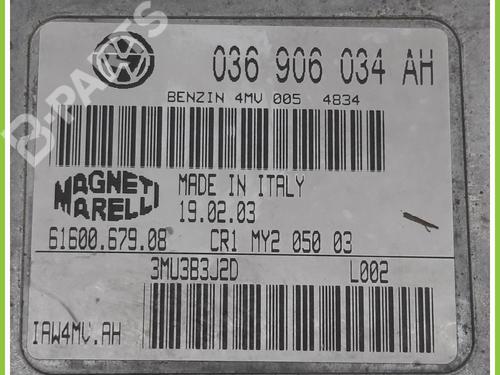 036 906 034 AH
BENZIN 4MV 005 4834
B-PARTS
MAGNETI
MARELLI
MADE IN ITALY
19.02.03
61600.679.08 CR1 MY2 050 03
3MU3B3J2D L002
IAW4MV.AH